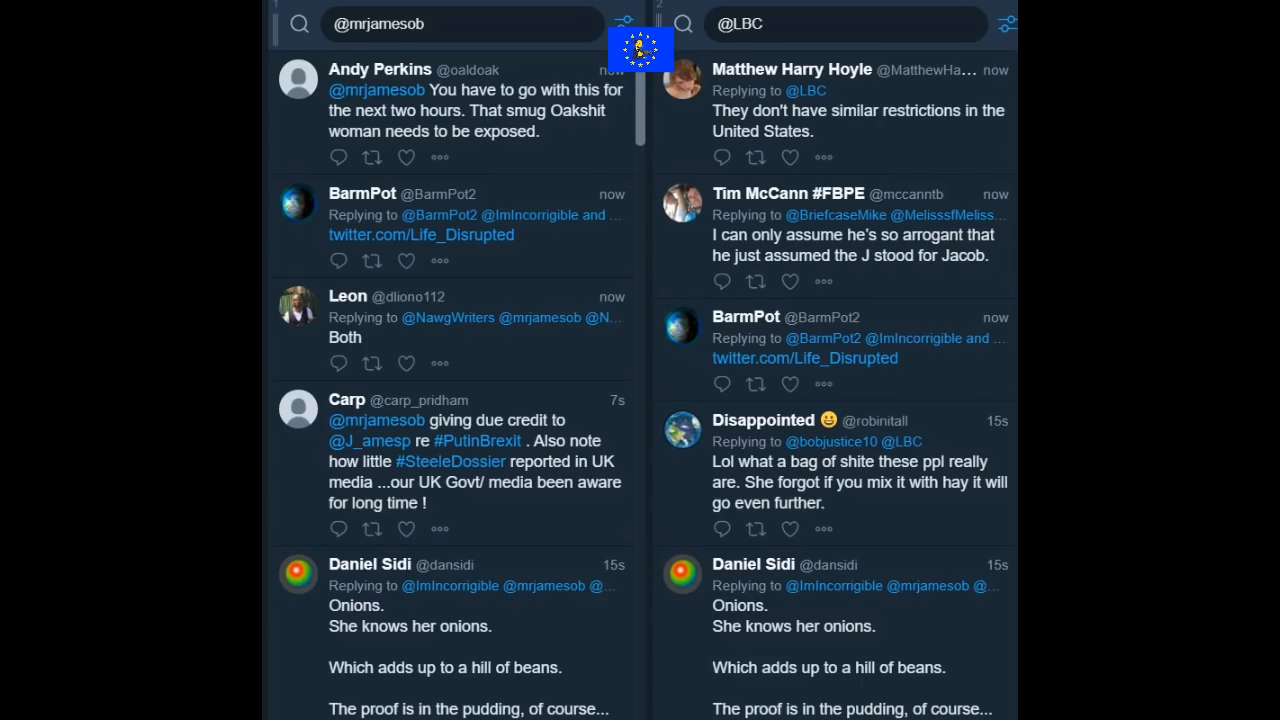 1
@mrjamesob
Andy Perkins @oaldoak now
@mrjamesob You have to go with this for
the next two hours. That smug Oakshit
woman needs to be exposed.
BarmPot @BarmPot2 now
Replying to @BarmPot2 @ImIncorrigible and ...
twitter.com/Life_Disrupted
Leon @dliono112 now
Replying to @NawgWriters @mrjamesob @N...
Both
Carp @carp_pridham 7s
@mrjamesob giving due credit to
@J_amesp re #PutinBrexit . Also note
how little #SteeleDossier reported in UK
media ...our UK Govt/ media been aware
for long time !
Daniel Sidi @dansidi 15s
Replying to @ImIncorrigible @mrjamesob @...
Onions.
She knows her onions.
Which adds up to a hill of beans.
The proof is in the pudding, of course...
2
@LBC
Matthew Harry Hoyle @MatthewHa... now
Replying to @LBC
They don't have similar restrictions in the
United States.
Tim McCann #FBPE @mccanntb now
Replying to @BriefcaseMike @MelisssfMeliss...
I can only assume he's so arrogant that
he just assumed the J stood for Jacob.
BarmPot @BarmPot2 now
Replying to @BarmPot2 @ImIncorrigible and ...
twitter.com/Life_Disrupted
Disappointed 😀 @robinitall 15s
Replying to @bobjustice10 @LBC
Lol what a bag of shite these ppl really
are. She forgot if you mix it with hay it will
go even further.
Daniel Sidi @dansidi 15s
Replying to @ImIncorrigible @mrjamesob @...
Onions.
She knows her onions.
Which adds up to a hill of beans.
The proof is in the pudding, of course...